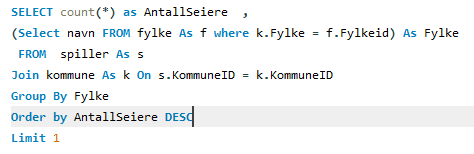 SELECT count(*) as AntallSeiere  ,
(Select navn FROM fylke As f where k.Fylke = f.Fylkeid) As Fylke
 FROM  spiller As s
Join kommune As k On s.KommuneID = k.KommuneID
Group By Fylke
Order by AntallSeiere DESC
Limit 1